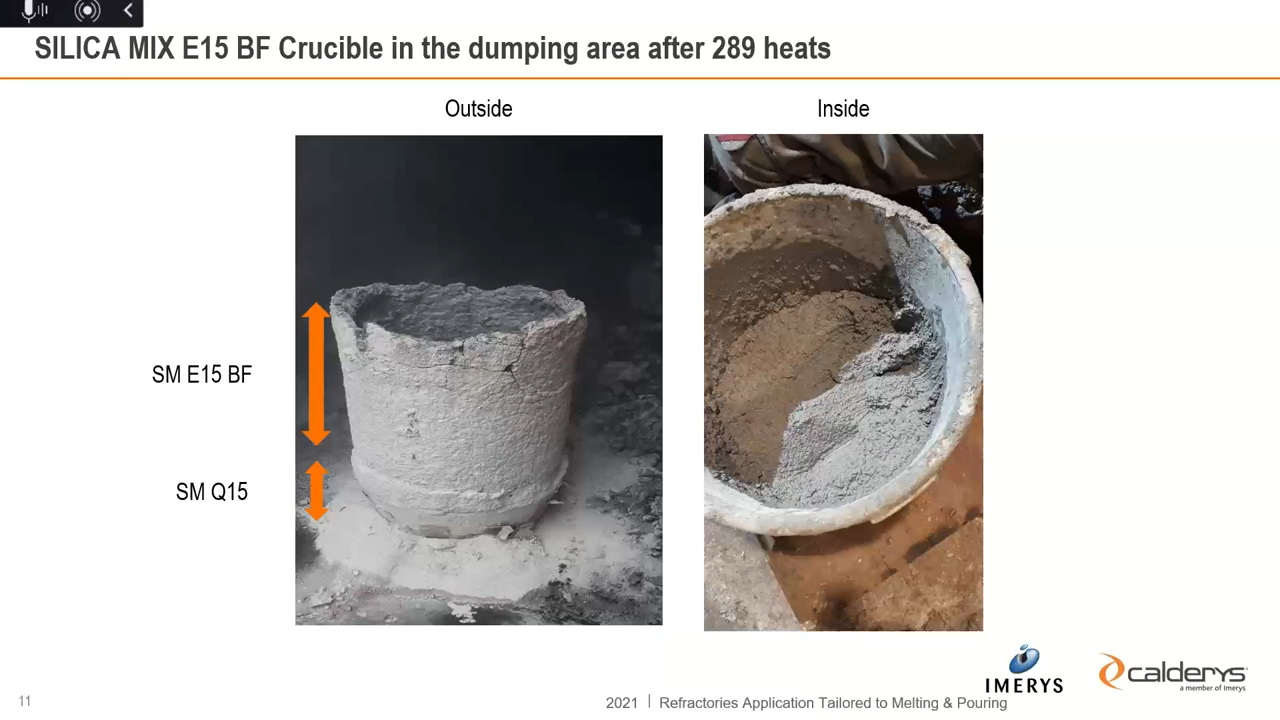 SILICA MIX E15 BF Crucible in the dumping area after 289 heats
Outside
Inside
SM E15 BF
SM Q15
IMERYS
calderys
a member of Imerys
11
2021 | Refractories Application Tailored to Melting & Pouring